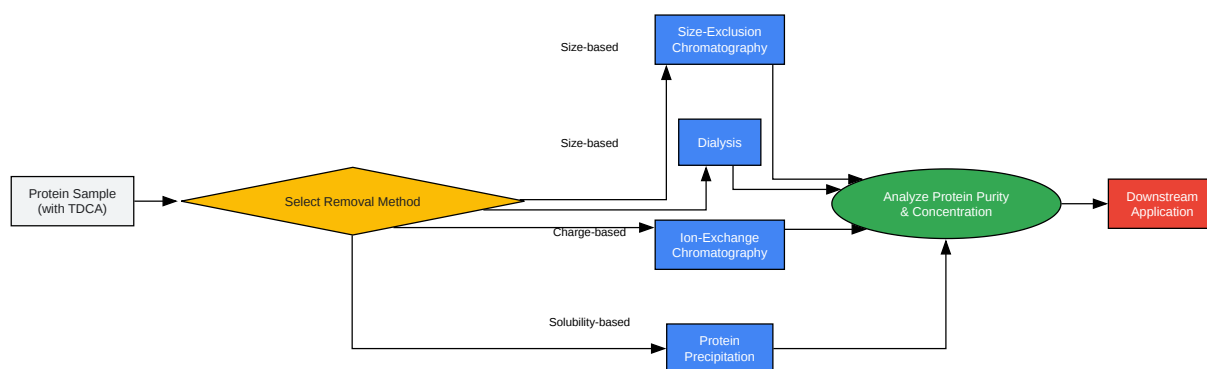 Size-Exclusion
Chromatography
Size-based
Size-based
Dialysis
Protein Sample
(with TDCA)
Select Removal Method
Analyze Protein Purity
& Concentration
Downstream
Application
Charge-based
Ion-Exchange
Chromatography
Solubility-based
Protein
Precipitation